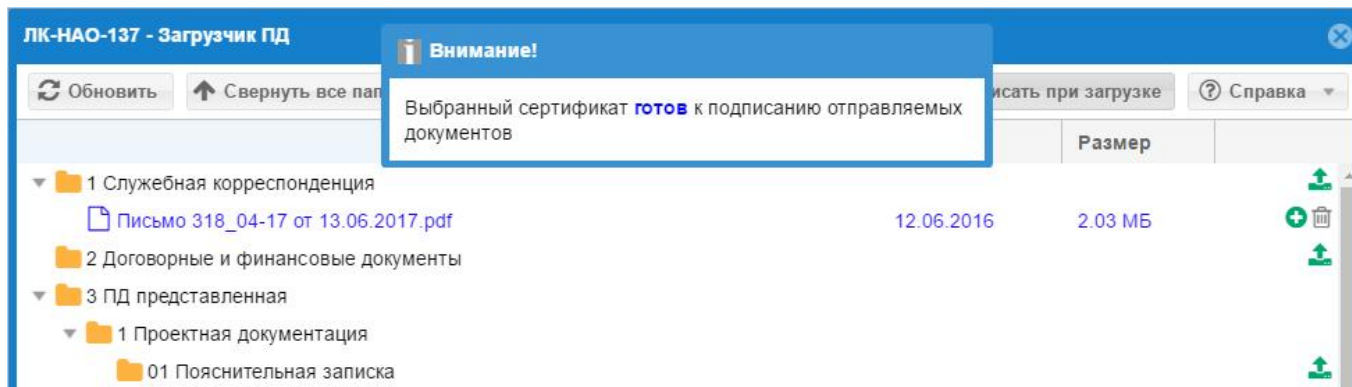 ЛК-НАО-137 - Загрузчик ПД
Внимание!
Обновить Свернуть все
Справка
Выбранный сертификат готов к подписанию отправляемых
документов
при загрузке
Размер
1 Служебная корреспонденция
Письмо 318_04-17 от 13.06.2017.pdf 12.06.2016 2.03 МБ
2 Договорные и финансовые документы
3 ПД представленная
1 Проектная документация
01 Пояснительная записка